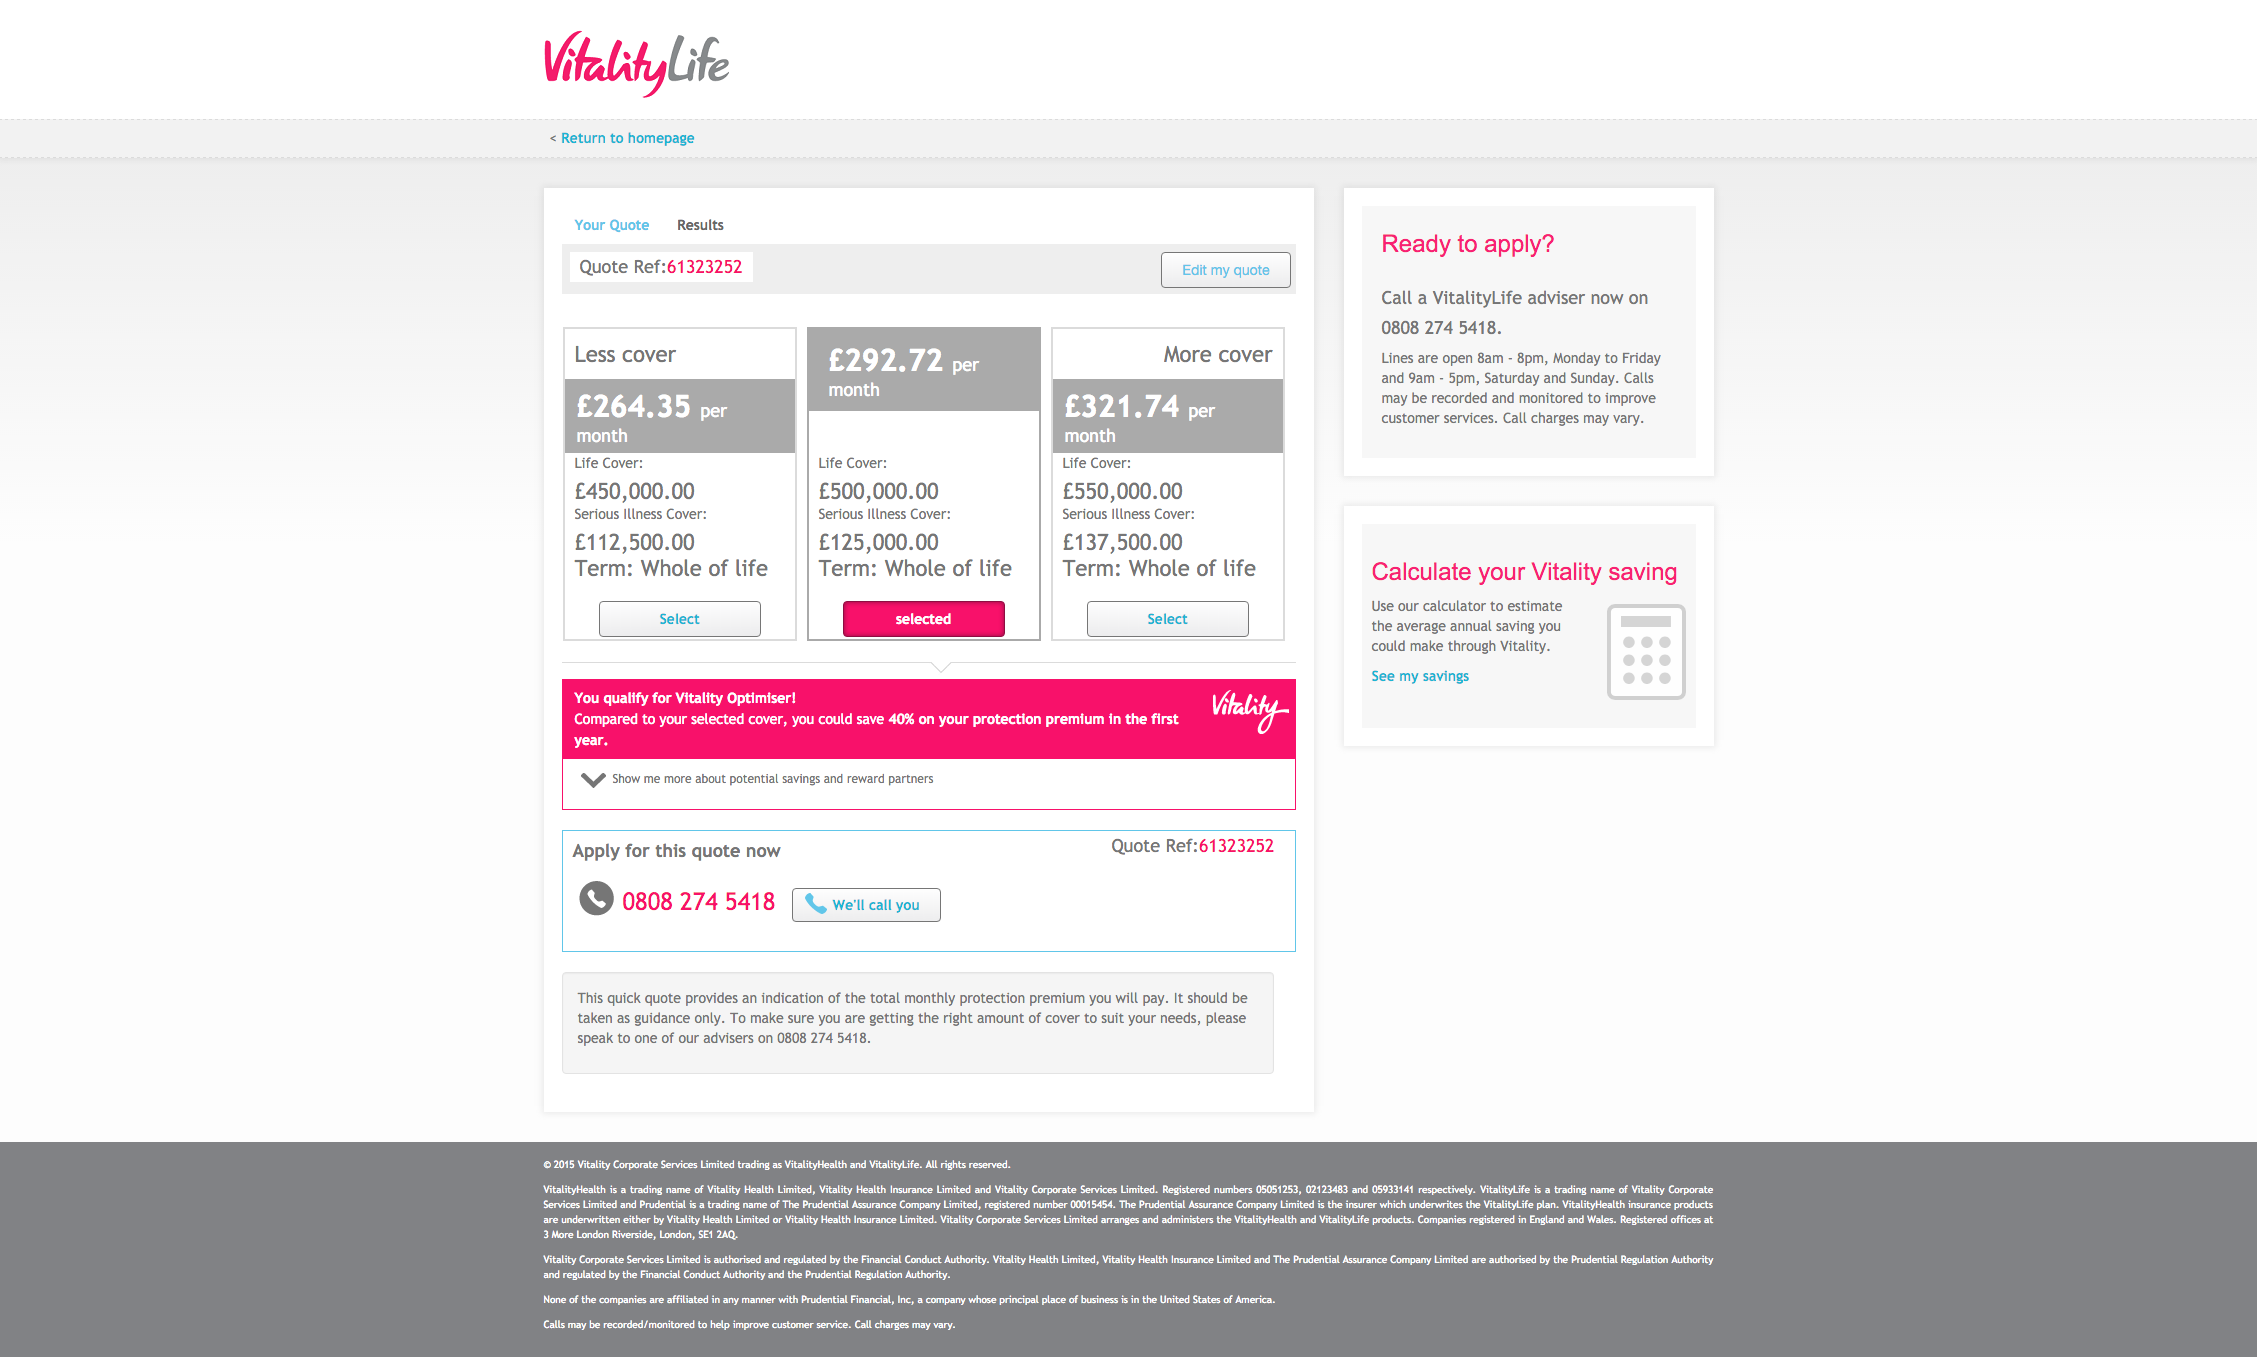 VitalityLife
< Return to homepage
Your Quote Results
Quote Ref:61323252
Edit my quote
Less cover
£264.35 per
month
Life Cover:
£450,000.00
Serious Illness Cover:
£112,500.00
Term: Whole of life
Select
£292.72 per
month
Life Cover:
£500,000.00
Serious Illness Cover:
£125,000.00
Term: Whole of life
selected
More cover
£321.74 per
month
Life Cover:
£550,000.00
Serious Illness Cover:
£137,500.00
Term: Whole of life
Select
You qualify for Vitality Optimiser!
Compared to your selected cover, you could save 40% on your protection premium in the first
year.
Vitality
Show me more about potential savings and reward partners
Apply for this quote now
Quote Ref:61323252
0808 274 5418
We'll call you
This quick quote provides an indication of the total monthly protection premium you will pay. It should be
taken as guidance only. To make sure you are getting the right amount of cover to suit your needs, please
speak to one of our advisers on 0808 274 5418.
Ready to apply?
Call a VitalityLife adviser now on
0808 274 5418.
Lines are open 8am - 8pm, Monday to Friday
and 9am - 5pm, Saturday and Sunday. Calls
may be recorded and monitored to improve
customer services. Call charges may vary.
Calculate your Vitality saving
Use our calculator to estimate
the average annual saving you
could make through Vitality.
See my savings
© 2015 Vitality Corporate Services Limited trading as VitalityHealth and VitalityLife. All rights reserved.
VitalityHealth is a trading name of Vitality Health Limited, Vitality Health Insurance Limited and Vitality Corporate Services Limited. Registered numbers 05051253, 02123483 and 05933141 respectively. VitalityLife is a trading name of Vitality Corporate
Services Limited and Prudential is a trading name of The Prudential Assurance Company Limited, registered number 00015454. The Prudential Assurance Company Limited is the insurer which underwrites the VitalityLife plan. VitalityHealth insurance products
are underwritten either by Vitality Health Limited or Vitality Health Insurance Limited. Vitality Corporate Services Limited arranges and administers the VitalityHealth and VitalityLife products. Companies registered in England and Wales. Registered offices at
3 More London Riverside, London, SE1 2AQ.
Vitality Corporate Services Limited is authorised and regulated by the Financial Conduct Authority. Vitality Health Limited, Vitality Health Insurance Limited and The Prudential Assurance Company Limited are authorised by the Prudential Regulation Authority
and regulated by the Financial Conduct Authority and the Prudential Regulation Authority.
None of the companies are affiliated in any manner with Prudential Financial, Inc, a company whose principal place of business is in the United States of America.
Calls may be recorded/monitored to help improve customer service. Call charges may vary.